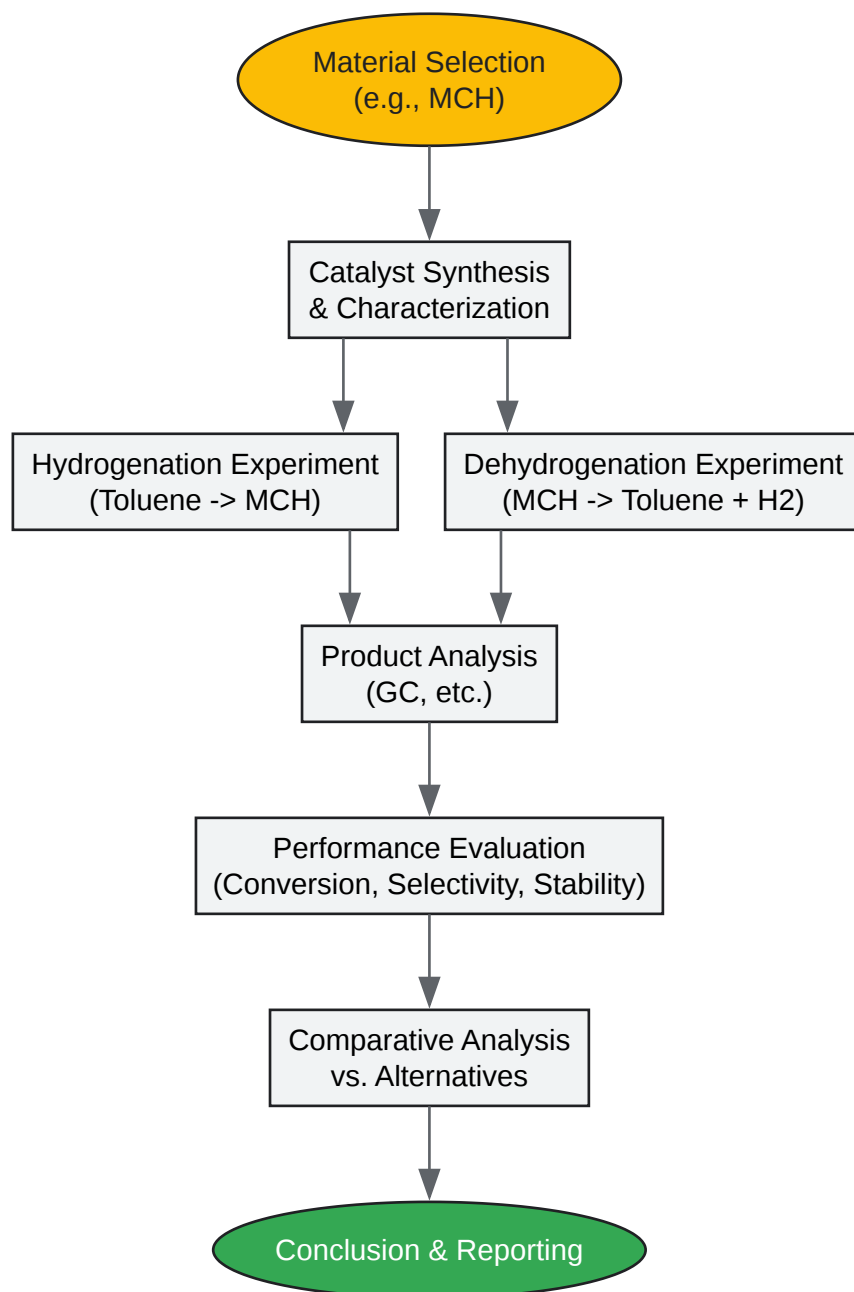 Material Selection
(e.g., MCH)
Catalyst Synthesis
& Characterization
Hydrogenation Experiment
(Toluene -> MCH)
Dehydrogenation Experiment
(MCH -> Toluene + H2)
Product Analysis
(GC, etc.)
Performance Evaluation
(Conversion, Selectivity, Stability)
Comparative Analysis
vs. Alternatives
Conclusion & Reporting